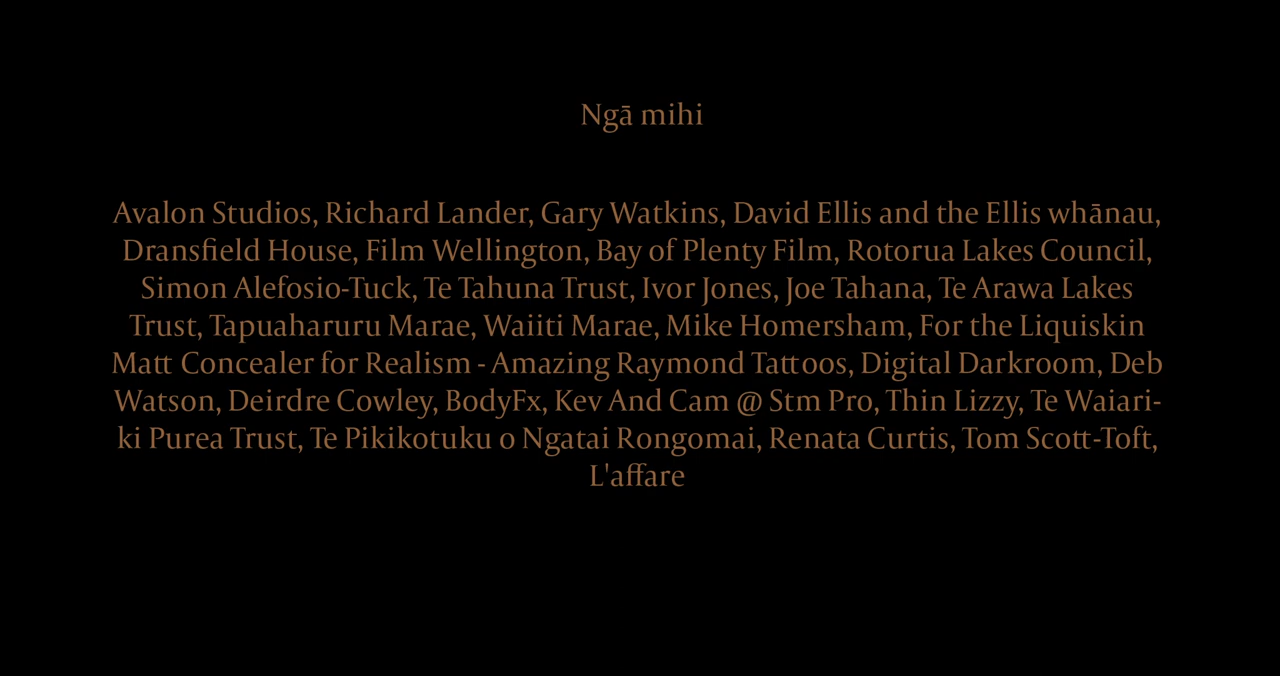 Ngā mihi
Avalon Studios, Richard Lander, Gary Watkins, David Ellis and the Ellis whānau,
Dransfield House, Film Wellington, Bay of Plenty Film, Rotorua Lakes Council,
Simon Alefosio-Tuck, Te Tahuna Trust, Ivor Jones, Joe Tahana, Te Arawa Lakes
Trust, Tapuaharuru Marae, Waiiti Marae, Mike Homersham, For the Liquiskin
Matt Concealer for Realism - Amazing Raymond Tattoos, Digital Darkroom, Deb
Watson, Deirdre Cowley, BodyFx, Kev And Cam @ Stm Pro, Thin Lizzy, Te Waiari-
ki Purea Trust, Te Pikikotuku o Ngatai Rongomai, Renata Curtis, Tom Scott-Toft,
L'affare